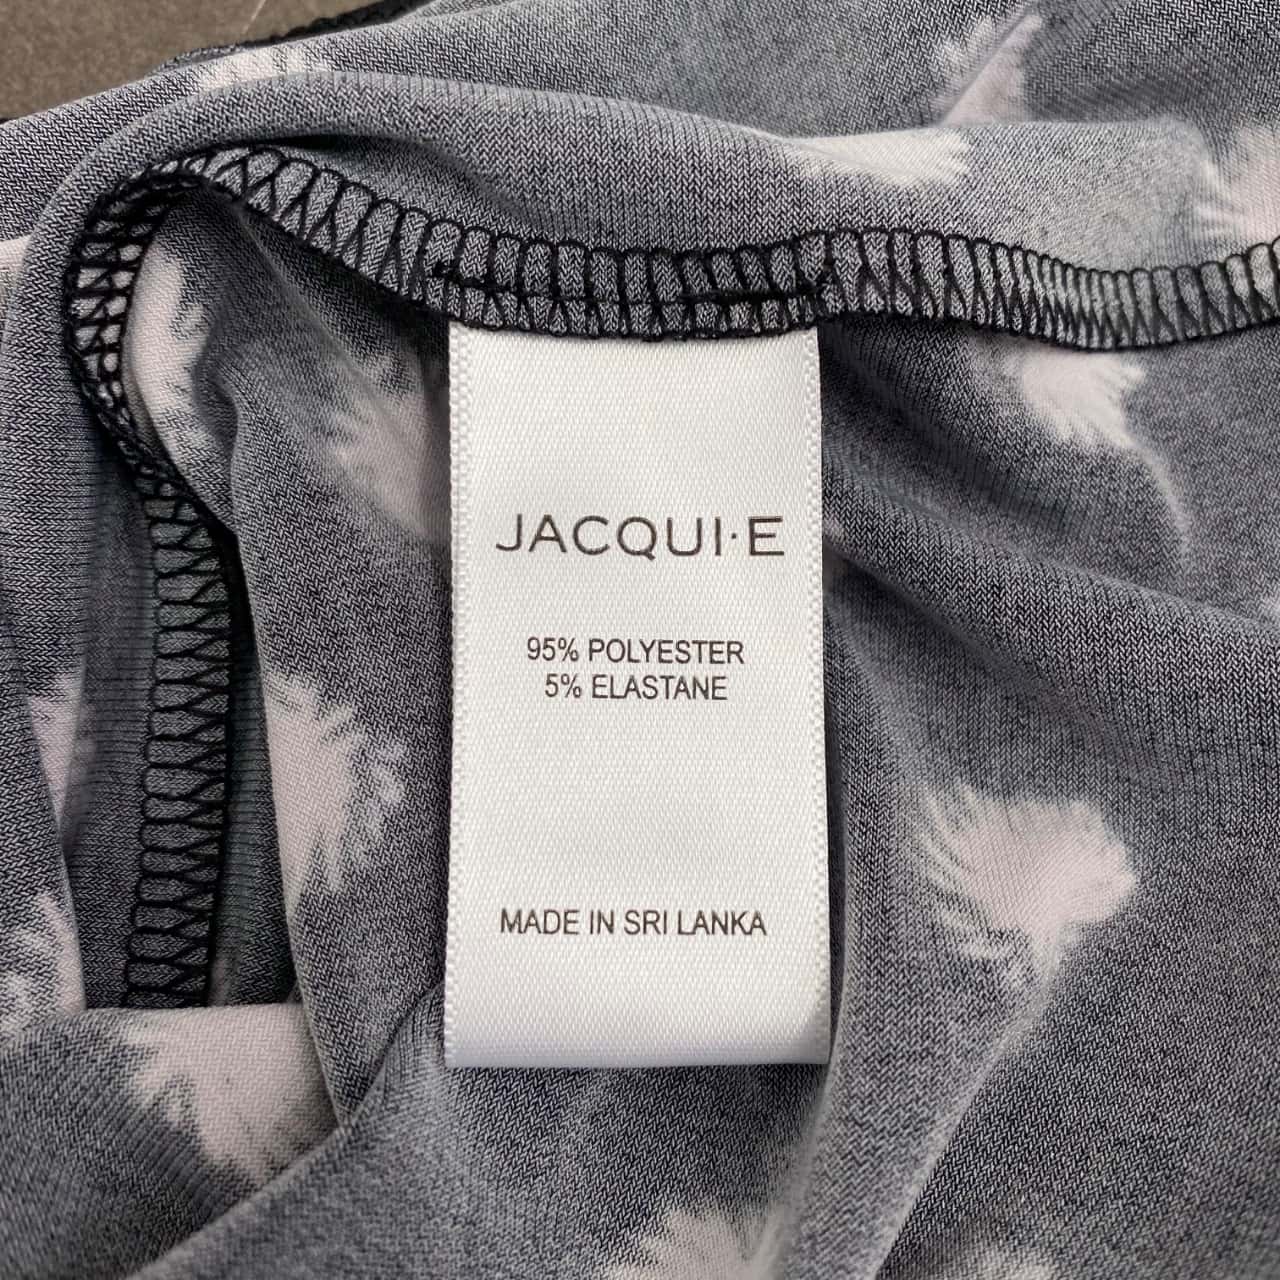 JACQUI·E
95% POLYESTER
5% ELASTANE
MADE IN SRI LANKA